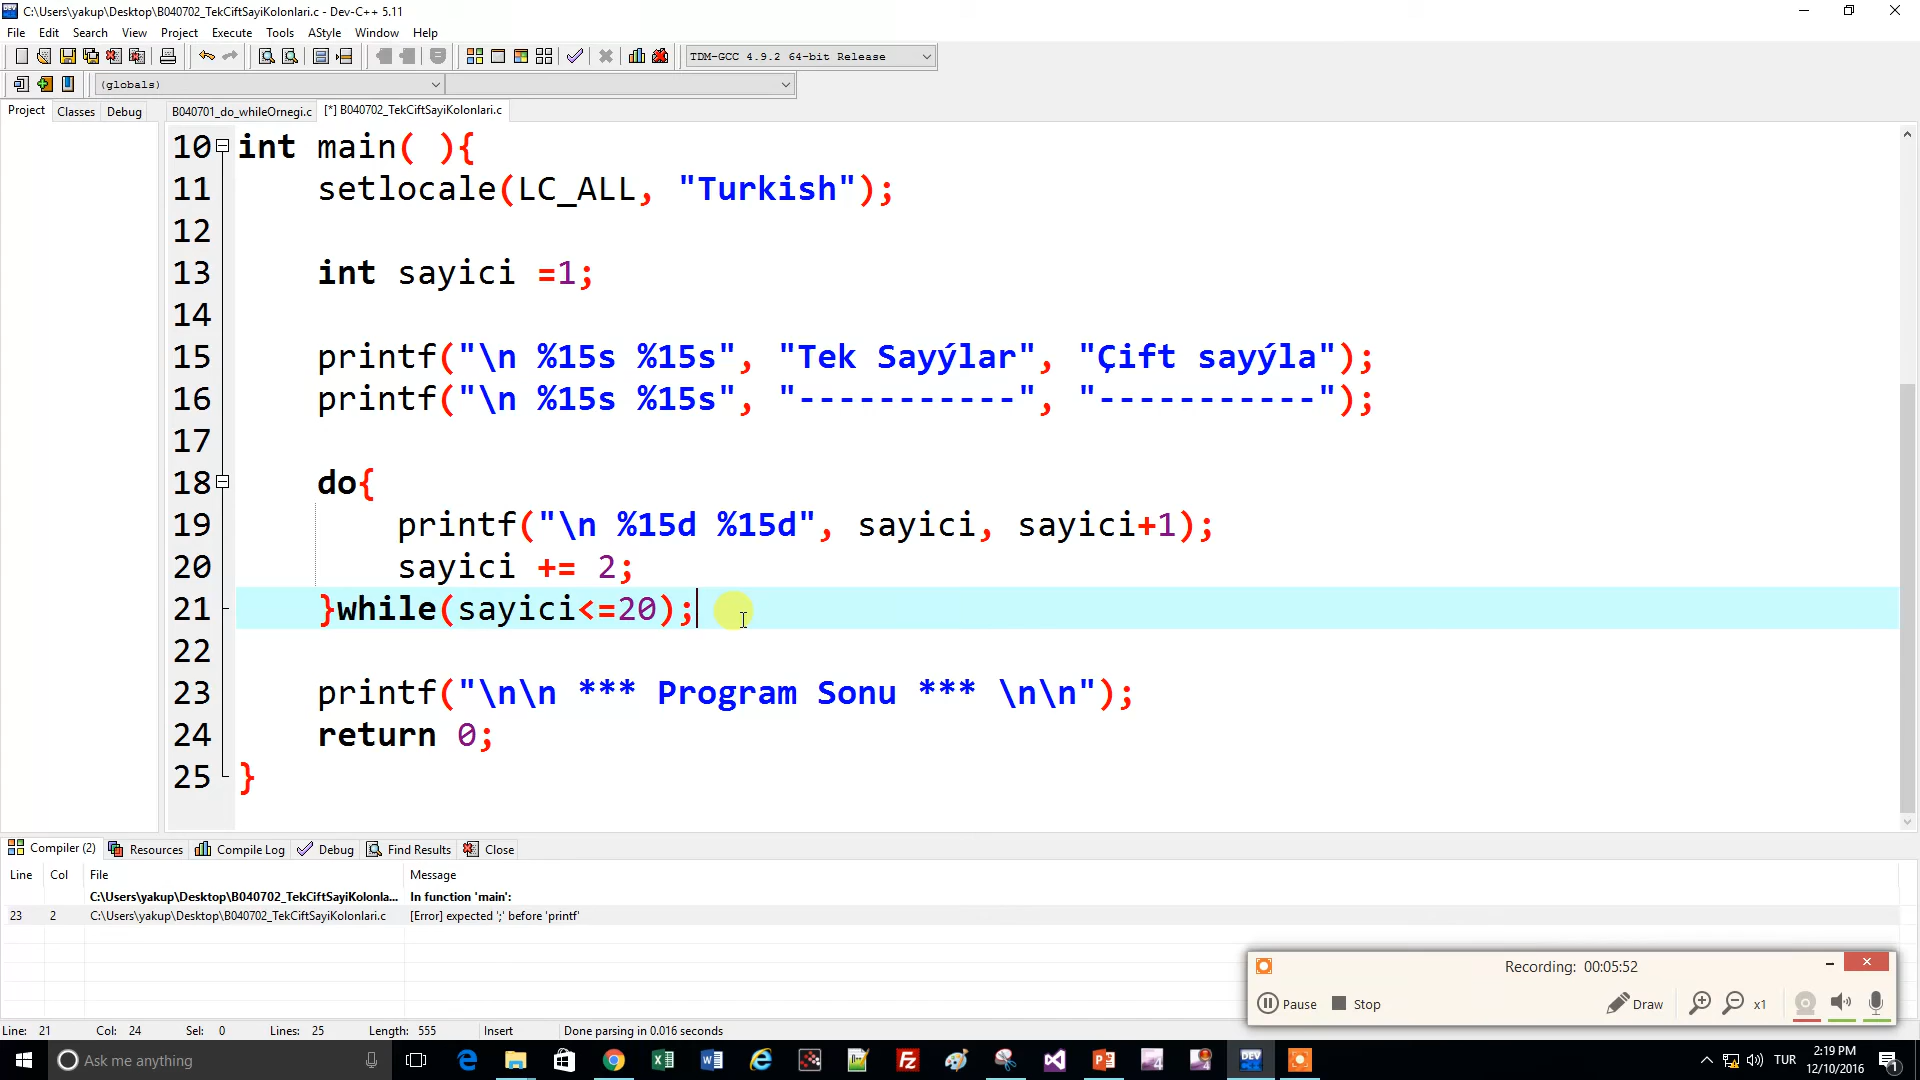 C:\Users\yakup\Desktop\B040702_TekCiftSayiKolonlari.c - Dev-C++ 5.11
File Edit Search View Project Execute Tools AStyle Window Help
TDM-GCC 4.9.2 64-bit Release
(globals)
Project Classes Debug B040701_do_whileOrnegi.c [*] B040702_TekCiftSayiKolonlari.c
10 int main( ){
11 setlocale(LC_ALL, "Turkish");
12
13 int sayici =1;
14
15 printf("\n %15s %15s", "Tek Sayýlar", "Çift sayýla");
16 printf("\n %15s %15s", "-----------", "-----------");
17
18 do{
19 printf("\n %15d %15d", sayici, sayici+1);
20 sayici += 2;
21 }while(sayici<=20);
22
23 printf("\n\n *** Program Sonu *** \n\n");
24 return 0;
25 }
Compiler (2) Resources Compile Log Debug Find Results Close
Line Col File Message
C:\Users\yakup\Desktop\B040702_TekCiftSayiKolonla... In function 'main':
23 2 C:\Users\yakup\Desktop\B040702_TekCiftSayiKolonlari.c [Error] expected ';' before 'printf'
Recording: 00:05:52
Pause Stop Draw x1
Line: 21 Col: 24 Sel: 0 Lines: 25 Length: 555 Insert Done parsing in 0.016 seconds
Ask me anything
TUR
2:19 PM
12/10/2016
1